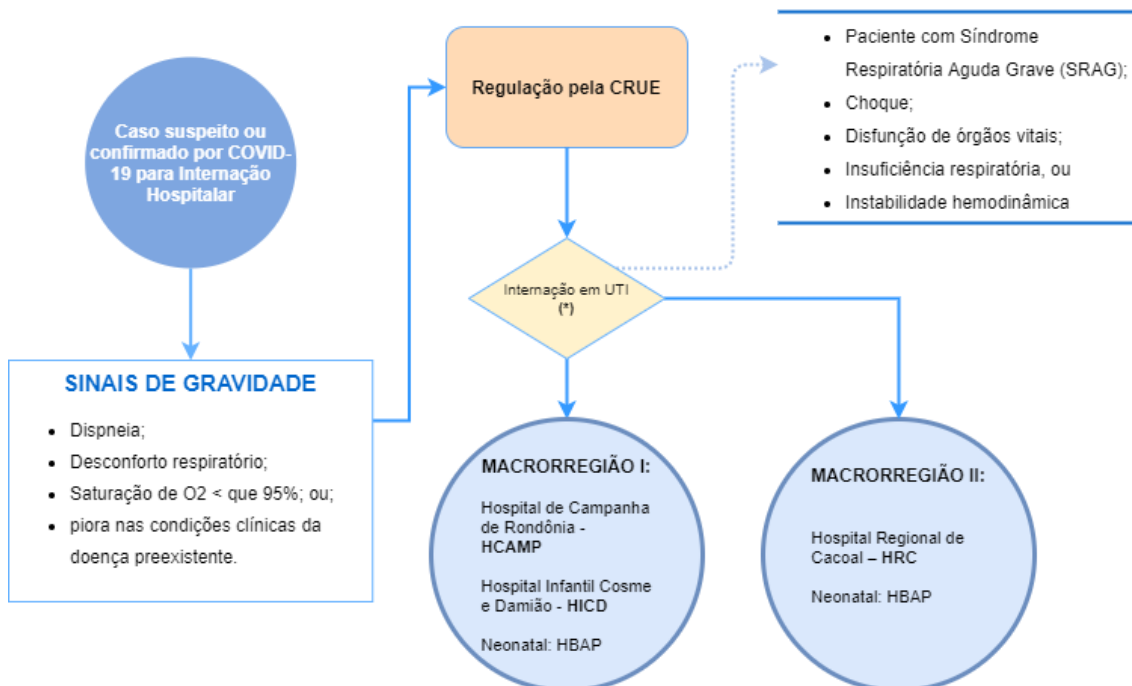 Caso suspeito ou
confirmado por COVID-
19 para Internação
Hospitalar
SINAIS DE GRAVIDADE
• Dispneia;
• Desconforto respiratório;
• Saturação de O2 < que 95%; ou;
• piora nas condições clínicas da
doença preexistente.
Regulação pela CRUE
Internação em UTI
(*)
• Paciente com Síndrome
Respiratória Aguda Grave (SRAG);
• Choque;
• Disfunção de órgãos vitais;
• Insuficiência respiratória, ou
• Instabilidade hemodinâmica
MACRORREGIÃO I:
Hospital de Campanha
de Rondônia -
HCAMP
Hospital Infantil Cosme
e Damião - HICD
Neonatal: HBAP
MACRORREGIÃO II:
Hospital Regional de
Cacoal – HRC
Neonatal: HBAP